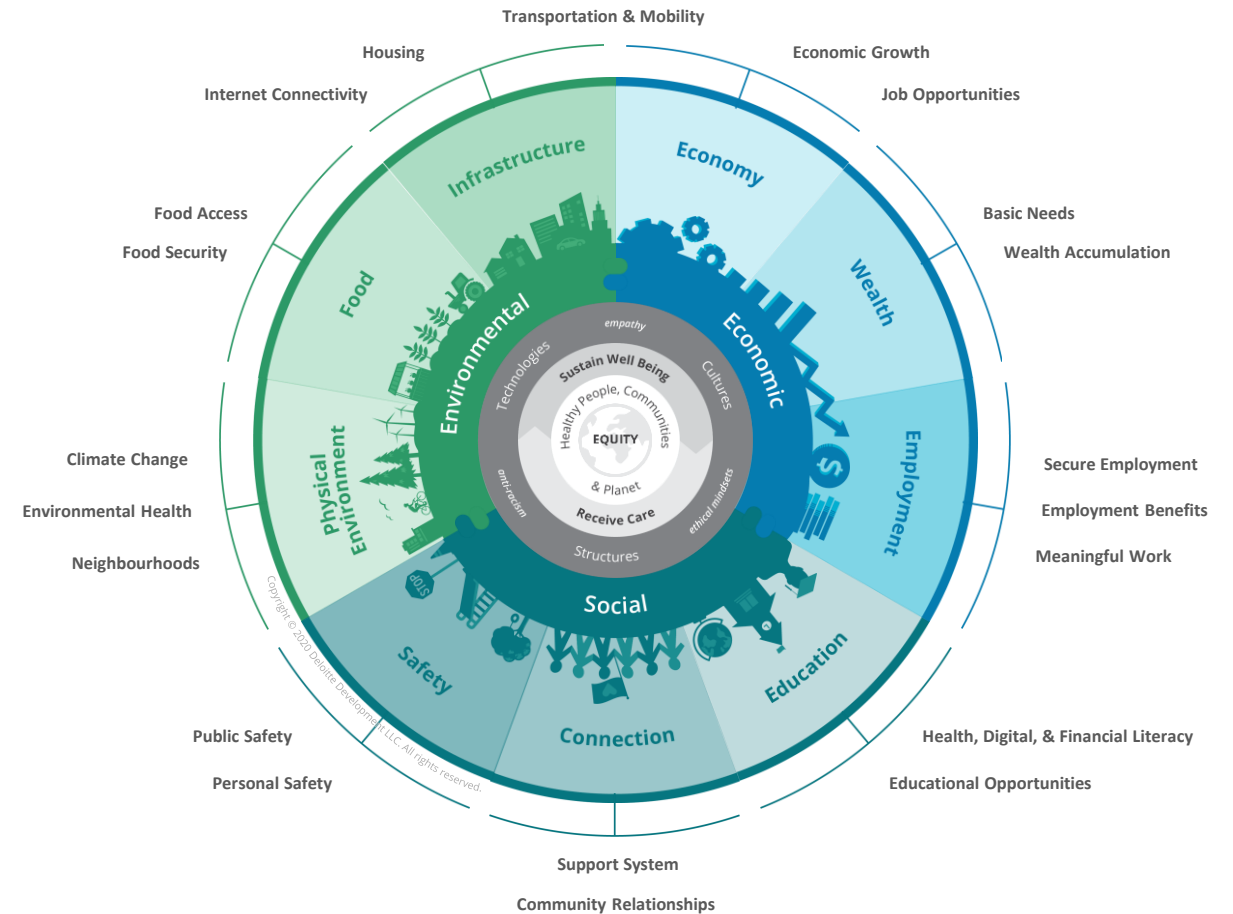 Transportation & Mobility
Housing
Internet Connectivity
Economic Growth
Job Opportunities
Food Access
Food Security
Basic Needs
Wealth Accumulation
Climate Change
Environmental Health
Neighbourhoods
Secure Employment
Employment Benefits
Meaningful Work
Public Safety
Personal Safety
Health, Digital, & Financial Literacy
Educational Opportunities
Support System
Community Relationships
Infrastructure
Economy
Food
Wealth
Physical
Environment
Employment
Safety
Connection
Education
Environmental
Economic
Social
empathy
Technologies
Cultures
anti-racism
ethical mindsets
Structures
Sustain Well Being
Receive Care
Healthy People, Communities
& Planet
EQUITY
STOP
$
Copyright © 2020 Deloitte Development LLC. All rights reserved.